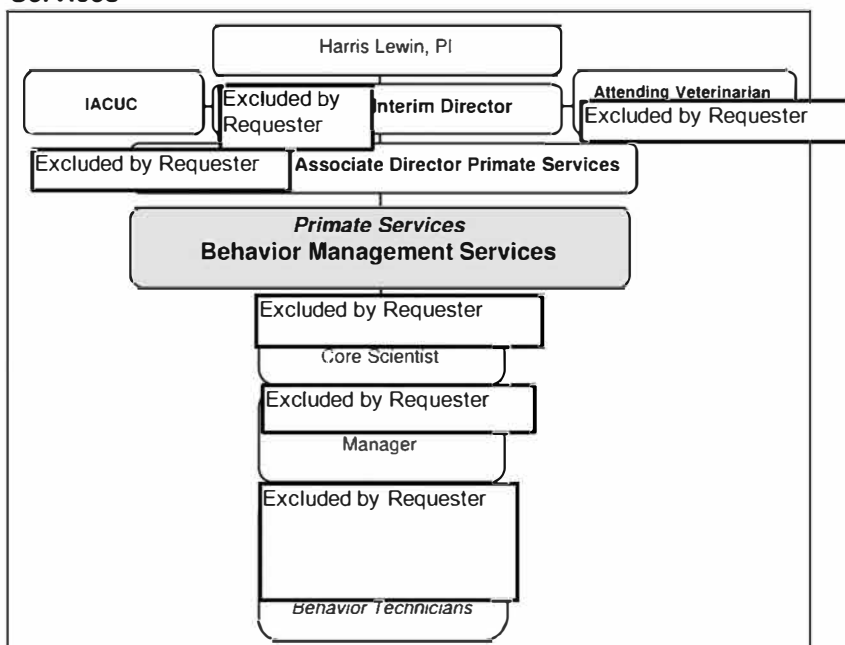 Harris Lewin, PI
IACUC
Excluded by
Requester
Interim Director
Attending Veterinarian
Excluded by Requester
Excluded by Requester
Associate Director Primate Services
Primate Services
Behavior Management Services
Excluded by Requester
Core Scientist
Excluded by Requester
Manager
Excluded by Requester
Behavior Technicians